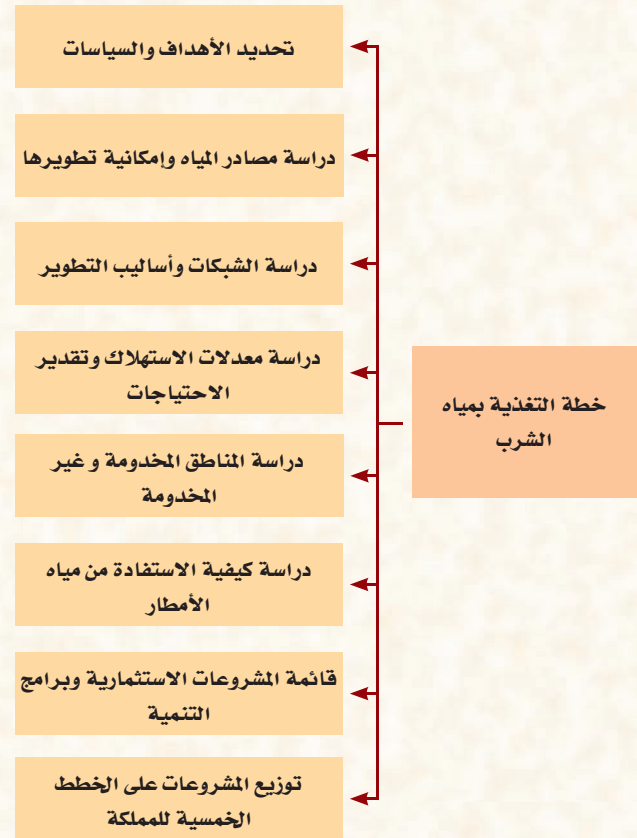 تحديد الأهداف والسياسات
دراسة مصادر المياه وإمكانية تطويرها
دراسة الشبكات وأساليب التطوير
دراسة معدلات الاستهلاك وتقدير
الاحتياجات
خطة التغذية بمياه
الشرب
دراسة المناطق المخدومة و غير
المخدومة
دراسة كيفية الاستفادة من مياه
الأمطار
قائمة المشروعات الاستثمارية وبرامج
التنمية
توزيع المشروعات على الخطط
الخمسية للمملكة